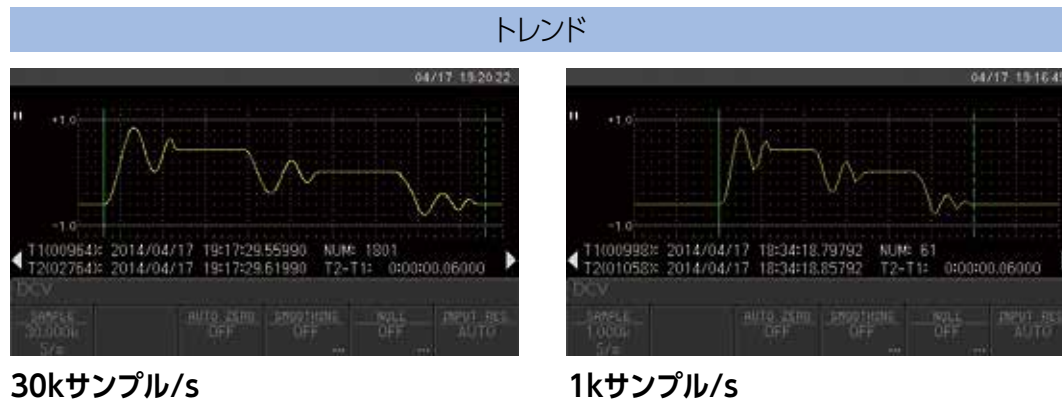 トレンド
04/17 19:20:22
+1.0
-1.0
T1(00964): 2014/04/17 19:17:29.55990 NUM: 1801
T2(02764): 2014/04/17 19:17:29.61990 T2-T1: 0:00:00.06000
DCV
SAMPLE AUTO ZERO SMOOTHING NULL INPUT RES
30.000k OFF OFF OFF AUTO
S/s ... ...
30kサンプル/s
04/17 19:16:45
+1.0
-1.0
T1(00998): 2014/04/17 18:34:18.79792 NUM: 61
T2(01058): 2014/04/17 18:34:18.85792 T2-T1: 0:00:00.06000
DCV
SAMPLE AUTO ZERO SMOOTHING NULL INPUT RES
1.000k OFF OFF OFF AUTO
S/s ... ...
1kサンプル/s